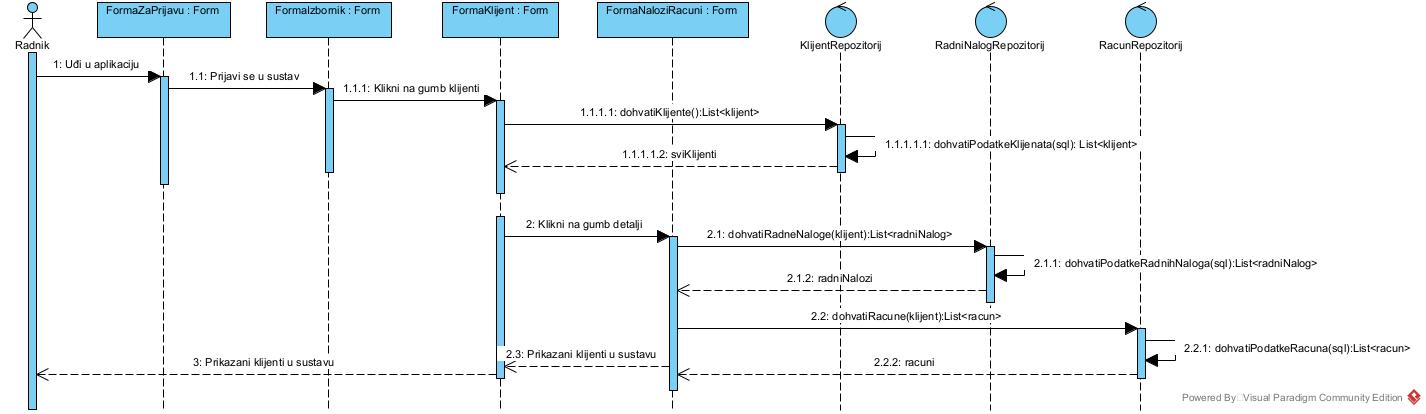 FormaZaPrijavu : Form
FormaIzbornik : Form
FormaKlijent : Form
FormaNaloziRacuni : Form
Radnik
KlijentRepozitorij
RadniNalogRepozitorij
RacunRepozitorij
1: Uđi u aplikaciju
1.1: Prijavi se u sustav
1.1.1: Klikni na gumb klijenti
1.1.1.1: dohvatiKlijente():List<klijent>
1.1.1.1.1: dohvatiPodatkeKlijenata(sql): List<klijent>
1.1.1.1.2: sviKlijenti
2: Klikni na gumb detalji
2.1: dohvatiRadneNaloge(klijent):List<radniNalog>
2.1.1: dohvatiPodatkeRadnihNaloga(sql):List<radniNalog>
2.1.2: radniNalozi
2.2: dohvatiRacune(klijent):List<racun>
2.2.1: dohvatiPodatkeRacuna(sql):List<racun>
2.3: Prikazani klijenti u sustavu
3: Prikazani klijenti u sustavu
2.2.2: racuni
Powered By Visual Paradigm Community Edition